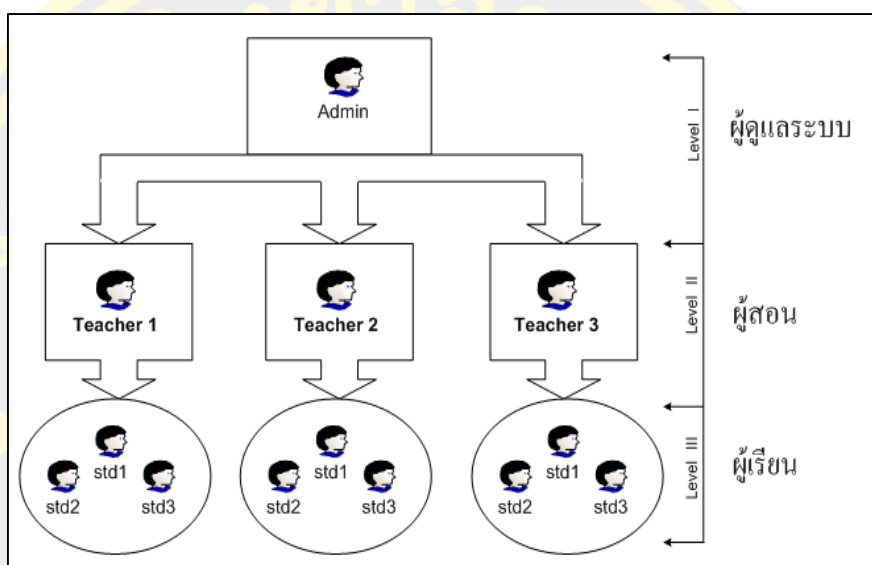 Admin
Level I
ผู้ดูแลระบบ
Teacher 1
Teacher 2
Teacher 3
Level II
ผู้สอน
std1
std2
std3
std1
std2
std3
std1
std2
std3
Level III
ผู้เรียน